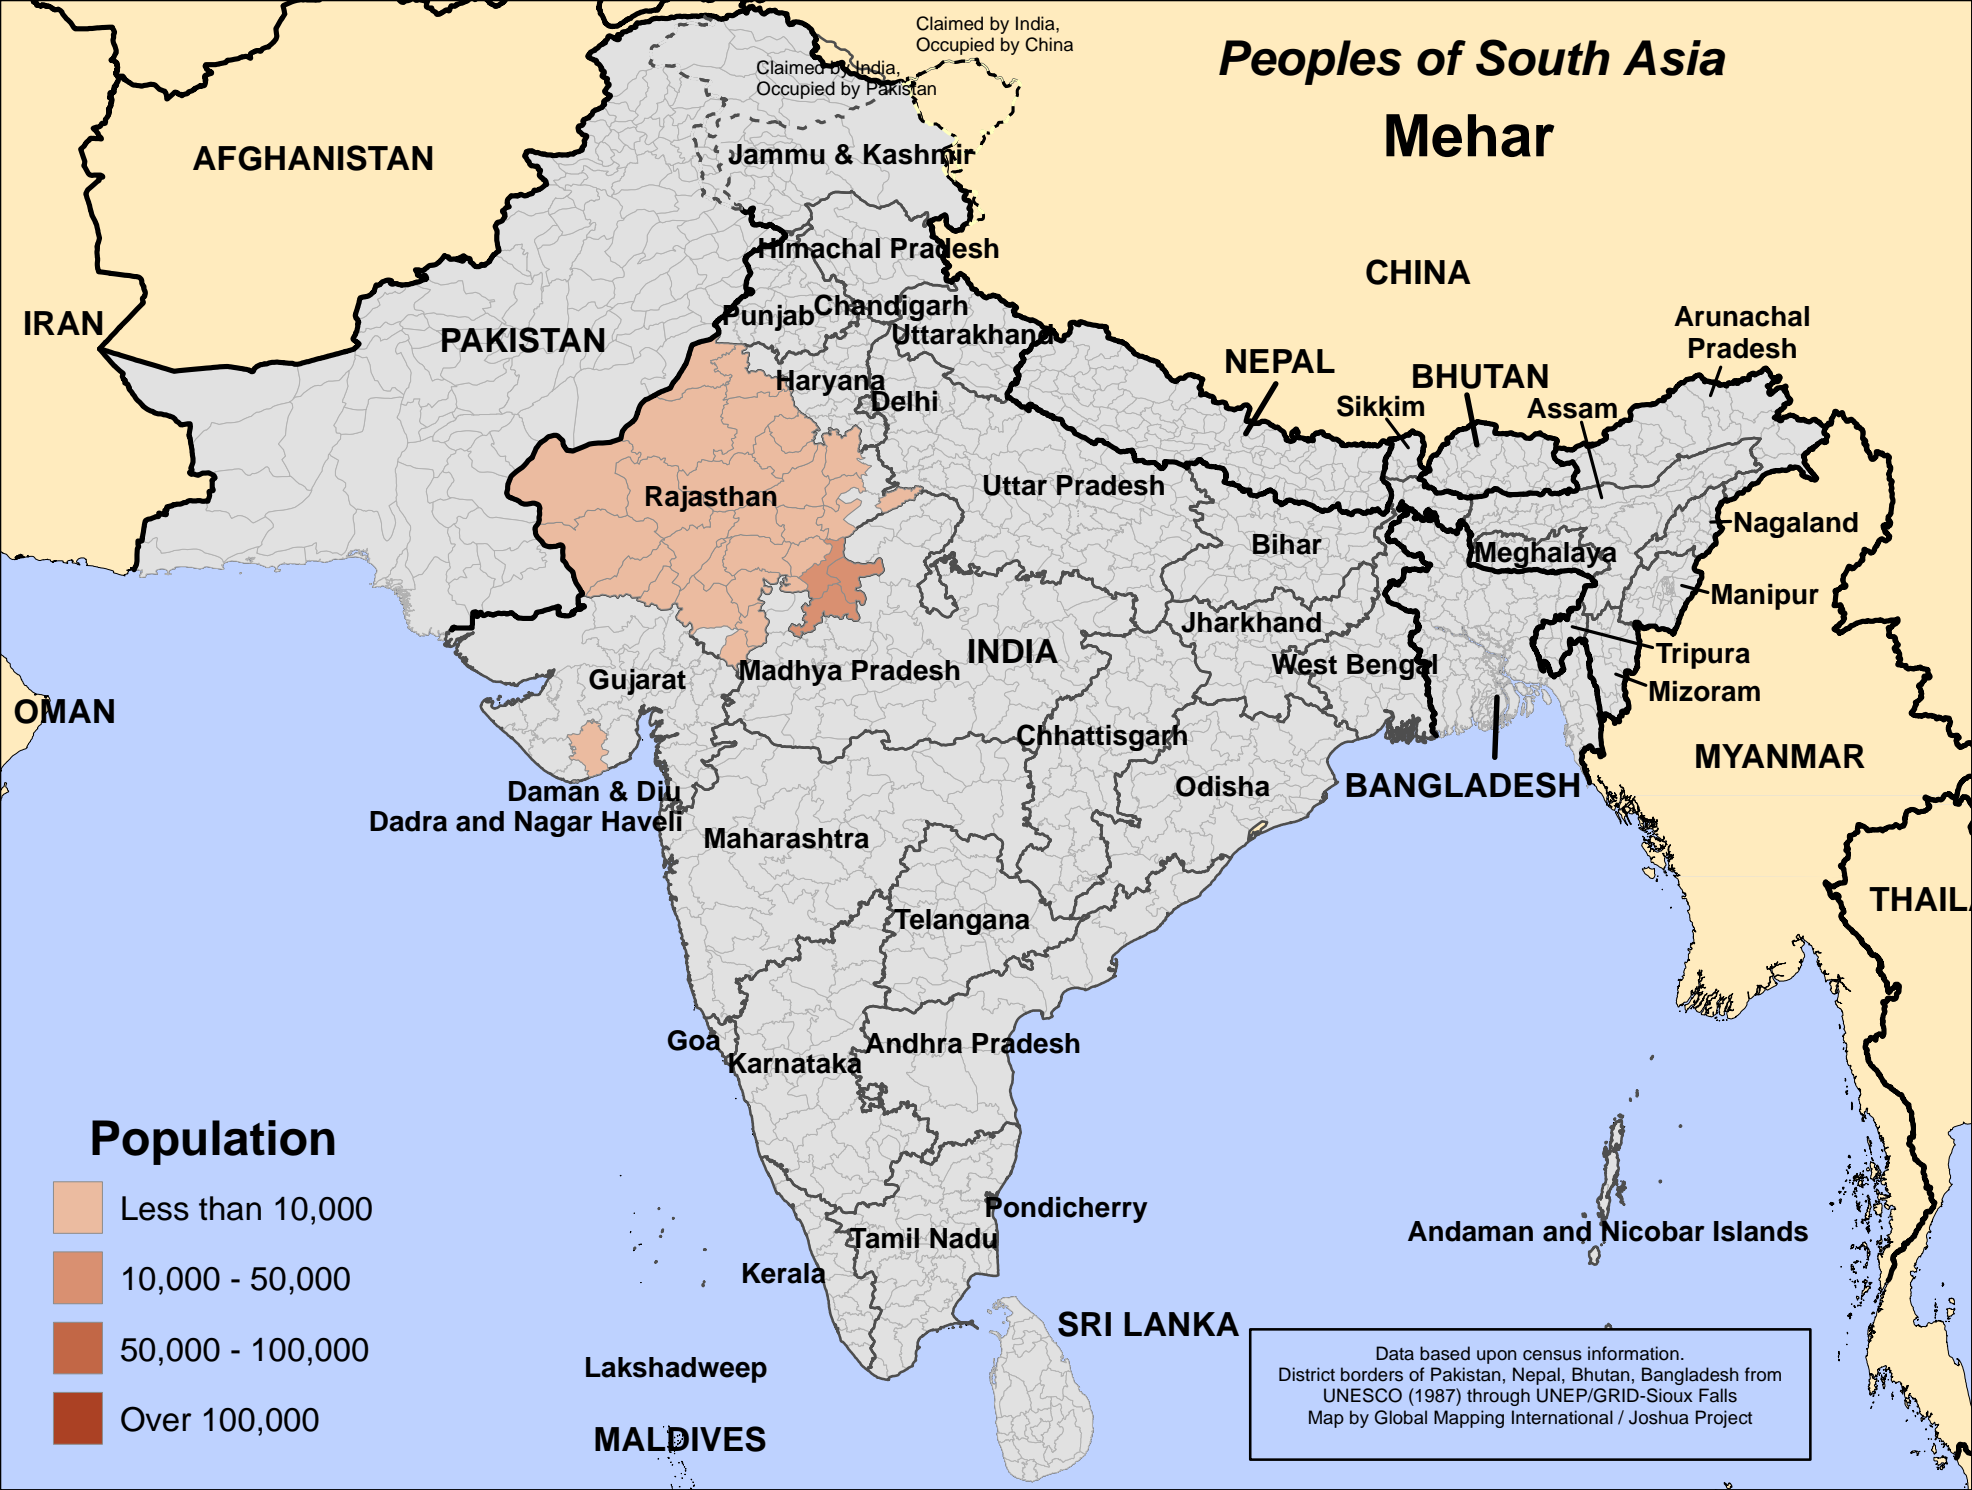 Claimed by India,
Occupied by China
Peoples of South Asia
Claimed by India,
Occupied by Pakistan
Mehar
AFGHANISTAN
Jammu & Kashmir
Himachal Pradesh
CHINA
IRAN
PAKISTAN
Punjab
Chandigarh
Uttarakhand
Arunachal
Pradesh
NEPAL
BHUTAN
Haryana
Delhi
Sikkim
Assam
Rajasthan
Uttar Pradesh
Nagaland
Bihar
Meghalaya
Manipur
Jharkhand
INDIA
Tripura
West Bengal
Madhya Pradesh
Gujarat
Mizoram
OMAN
Chhattisgarh
MYANMAR
Odisha
BANGLADESH
Daman & Diu
Dadra and Nagar Haveli
Maharashtra
THAILA
Telangana
Goa
Andhra Pradesh
Karnataka
Population
Less than 10,000
10,000 - 50,000
50,000 - 100,000
Over 100,000
Pondicherry
Tamil Nadu
Andaman and Nicobar Islands
Kerala
SRI LANKA
Lakshadweep
MALDIVES
Data based upon census information.
District borders of Pakistan, Nepal, Bhutan, Bangladesh from
UNESCO (1987) through UNEP/GRID-Sioux Falls
Map by Global Mapping International / Joshua Project